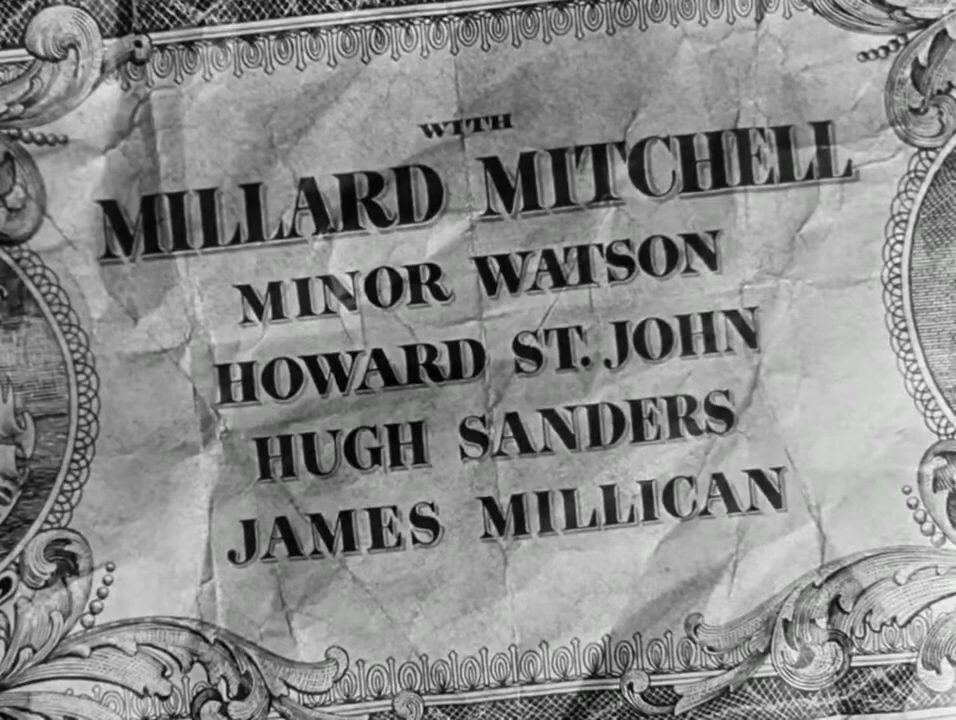 WITH
MILLARD MITCHELL
MINOR WATSON
HOWARD ST. JOHN
HUGH SANDERS
JAMES MILLICAN